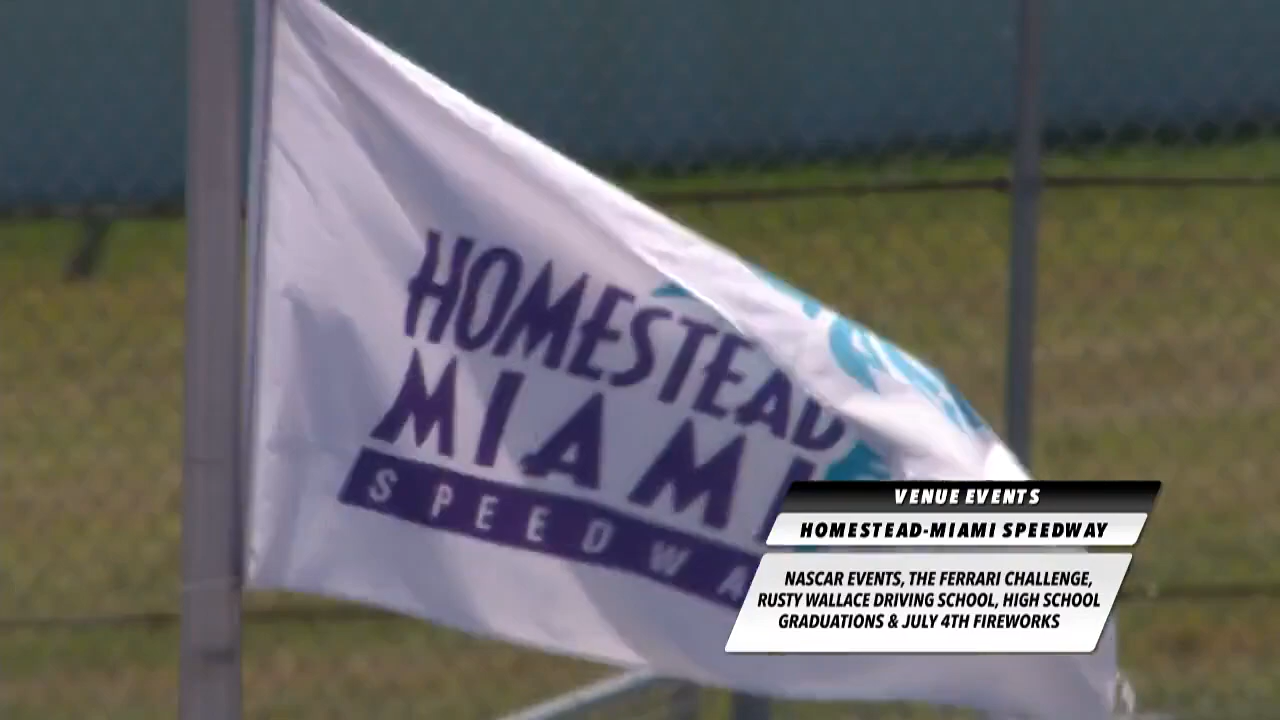 HOMESTEAD
MIAMI
SPEEDWA
VENUE EVENTS
HOMESTEAD-MIAMI SPEEDWAY
NASCAR EVENTS, THE FERRARI CHALLENGE,
RUSTY WALLACE DRIVING SCHOOL, HIGH SCHOOL
GRADUATIONS & JULY 4TH FIREWORKS